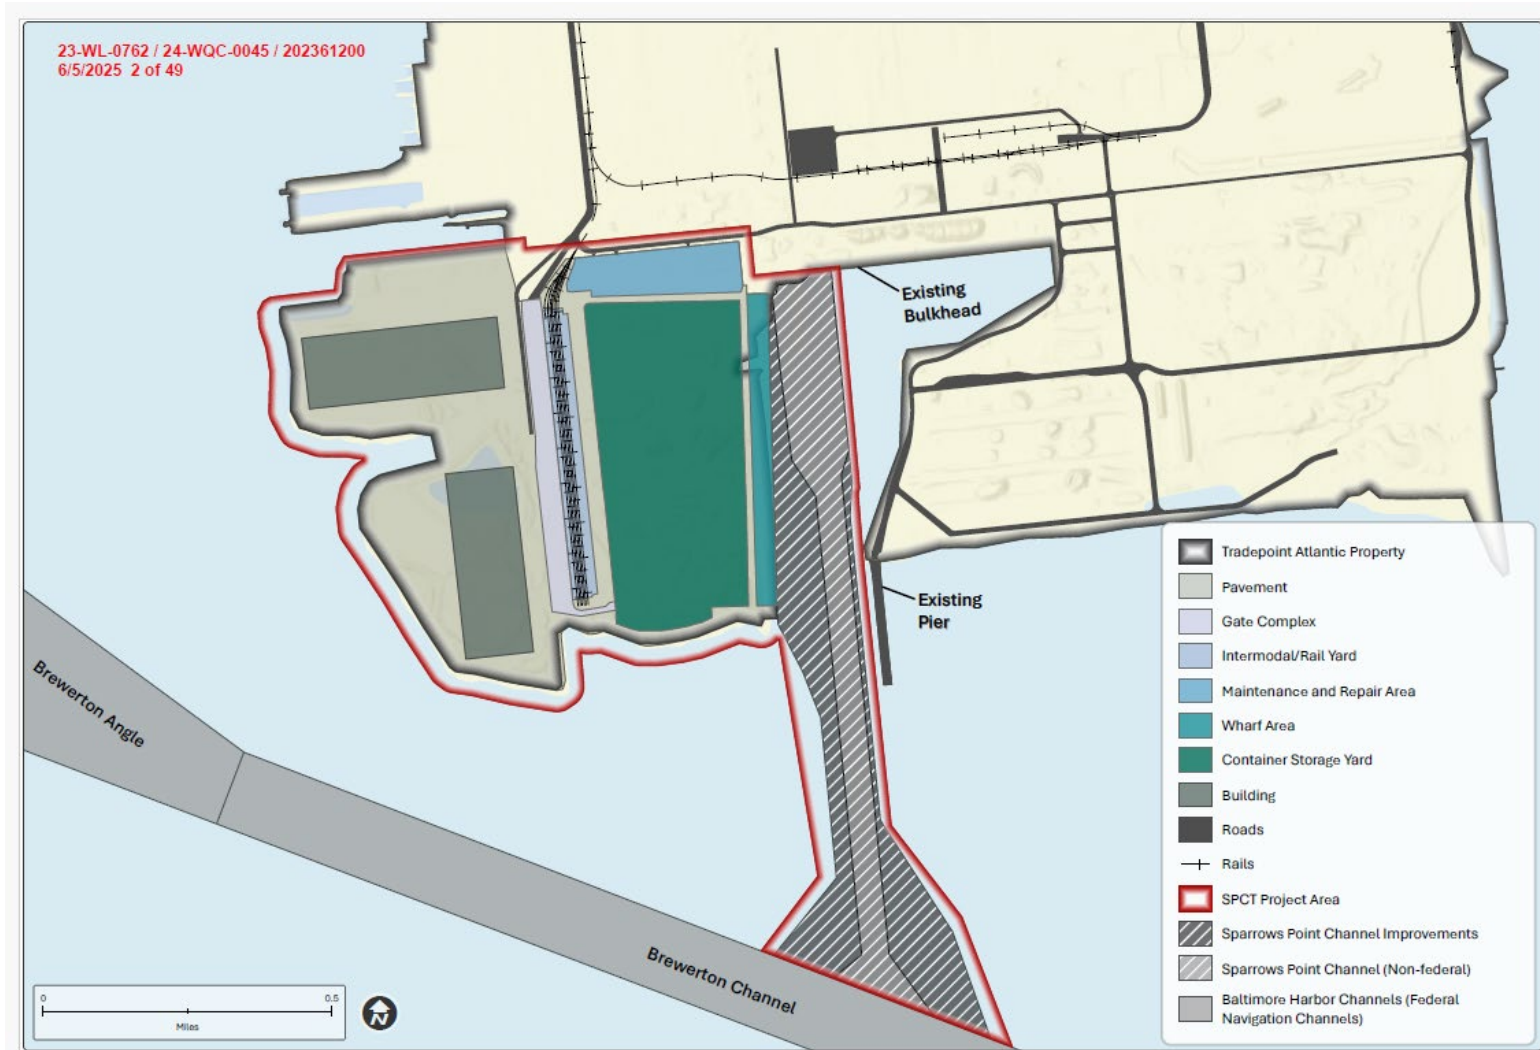 23-WL-0762 / 24-WQC-0045 / 202361200
6/5/2025 2 of 49
Existing
Bulkhead
Existing
Pier
Brewerton Angle
Brewerton Channel
Tradepoint Atlantic Property
Pavement
Gate Complex
Intermodal/Rail Yard
Maintenance and Repair Area
Wharf Area
Container Storage Yard
Building
Roads
Rails
SPCT Project Area
Sparrows Point Channel Improvements
Sparrows Point Channel (Non-federal)
Baltimore Harbor Channels (Federal
Navigation Channels)
0 0.5
Miles
N